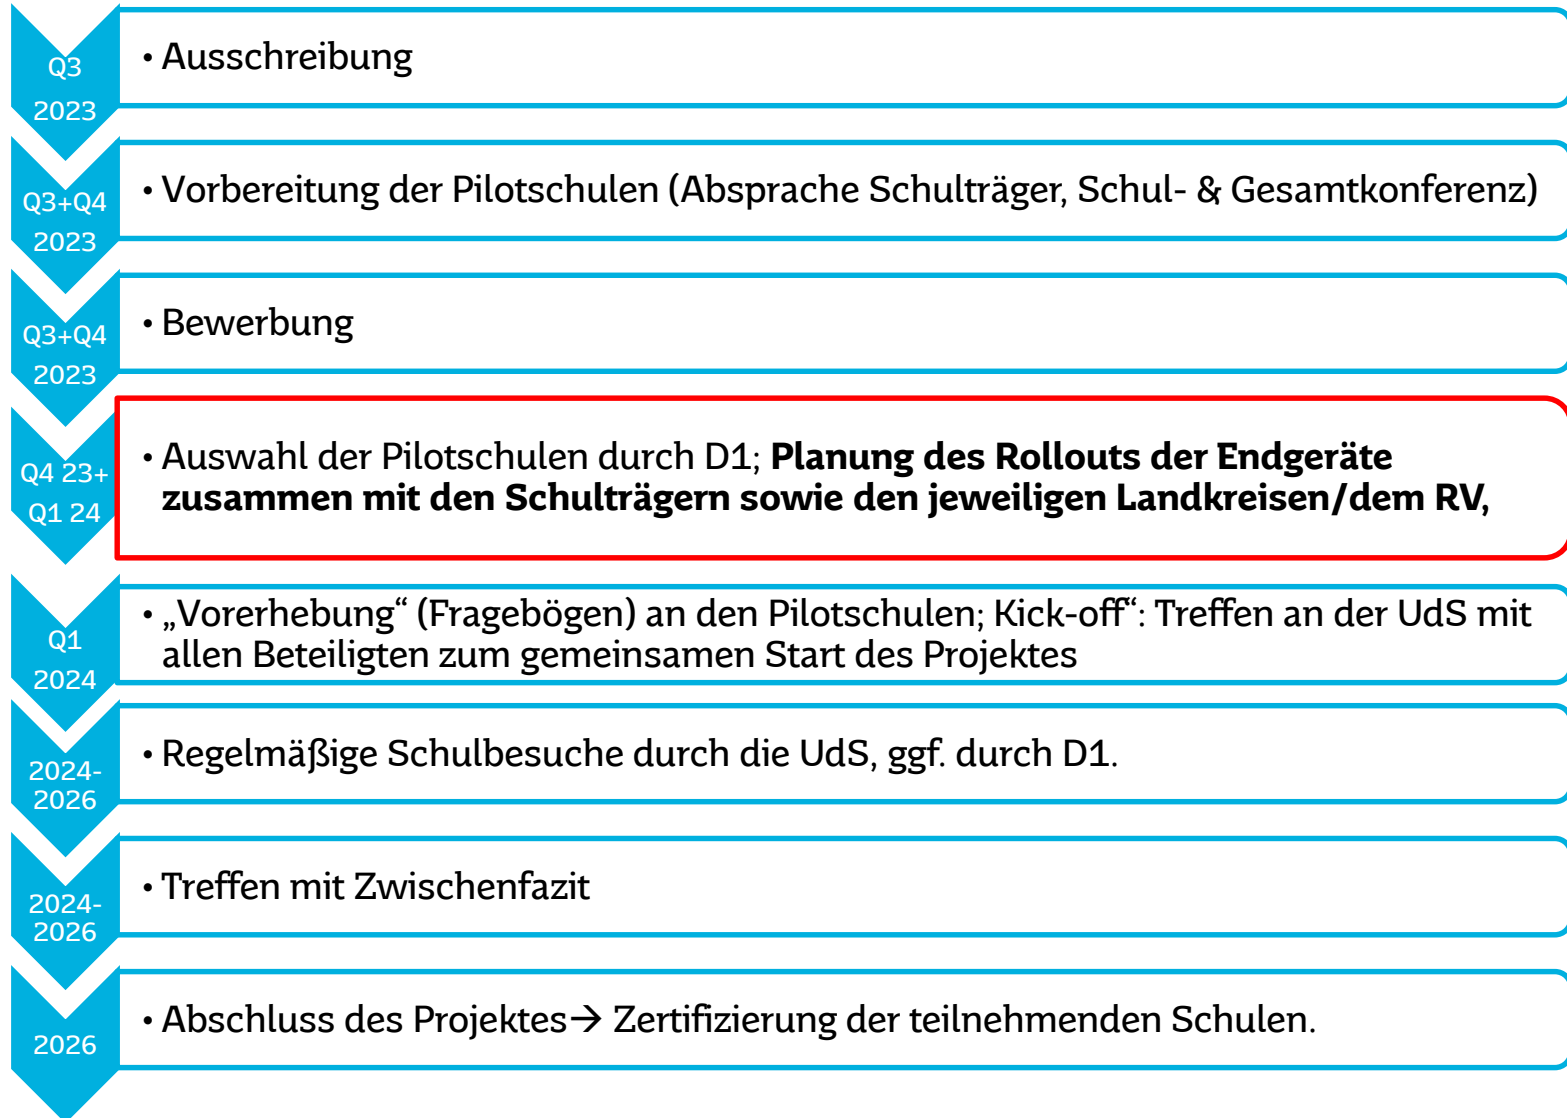 Q3
2023
• Ausschreibung
Q3+Q4
2023
• Vorbereitung der Pilotschulen (Absprache Schulträger, Schul- & Gesamtkonferenz)
Q3+Q4
2023
• Bewerbung
Q4 23+
Q1 24
• Auswahl der Pilotschulen durch D1; Planung des Rollouts der Endgeräte
zusammen mit den Schulträgern sowie den jeweiligen Landkreisen/dem RV,
Q1
2024
• „Vorerhebung“ (Fragebögen) an den Pilotschulen; Kick-off“: Treffen an der UdS mit
allen Beteiligten zum gemeinsamen Start des Projektes
2024-
2026
• Regelmäßige Schulbesuche durch die UdS, ggf. durch D1.
2024-
2026
• Treffen mit Zwischenfazit
2026
• Abschluss des Projektes→ Zertifizierung der teilnehmenden Schulen.